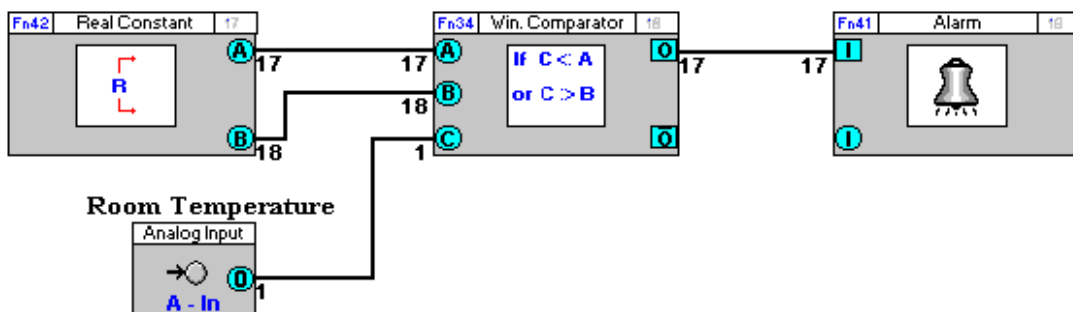 Fn42 Real Constant 17
R
A
17
B
18
Fn34 Win. Comparator 18
17 A
18 B
1 C
If C < A
or C > B
O
17
O
Fn41 Alarm 19
17 I
I
Room Temperature
Analog Input
O
1
A - In